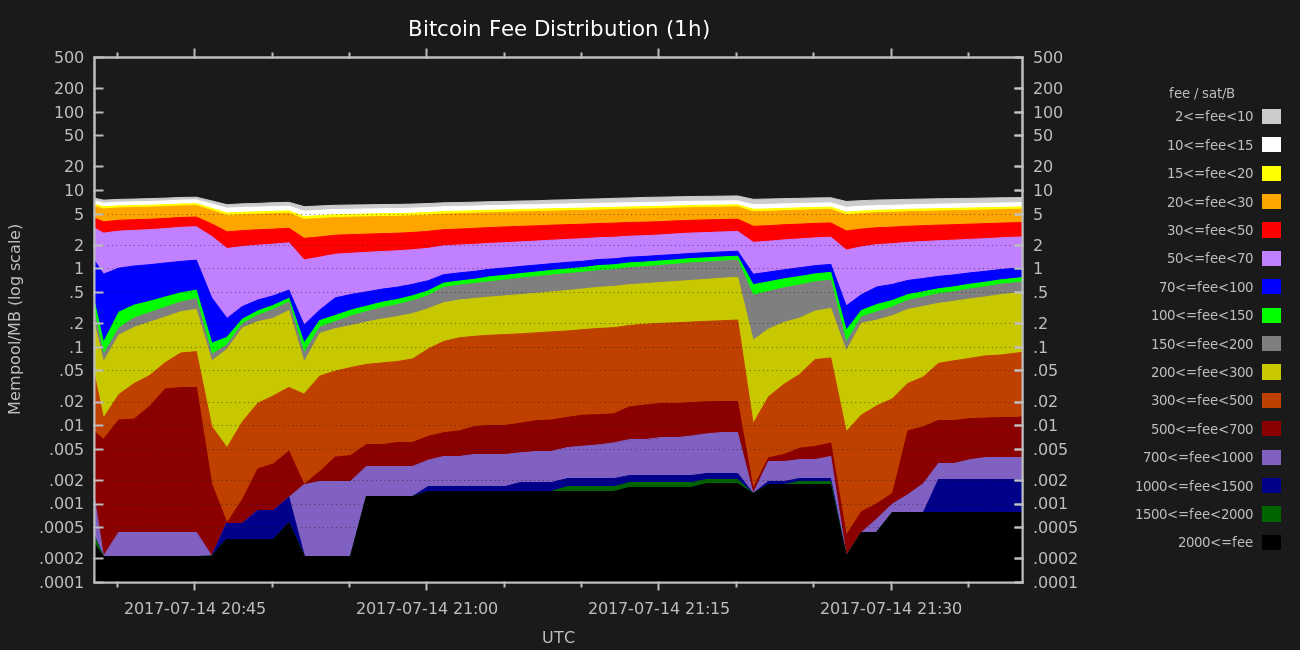 Bitcoin Fee Distribution (1h)
500
200
100
50
20
10
5
2
1
.5
.2
.1
.05
.02
.01
.005
.002
.001
.0005
.0002
.0001
Mempool/MB (log scale)
500
200
100
50
20
10
5
2
1
.5
.2
.1
.05
.02
.01
.005
.002
.001
.0005
.0002
.0001
2017-07-14 20:45
2017-07-14 21:00
2017-07-14 21:15
2017-07-14 21:30
UTC
fee / sat/B
2<=fee<10
10<=fee<15
15<=fee<20
20<=fee<30
30<=fee<50
50<=fee<70
70<=fee<100
100<=fee<150
150<=fee<200
200<=fee<300
300<=fee<500
500<=fee<700
700<=fee<1000
1000<=fee<1500
1500<=fee<2000
2000<=fee